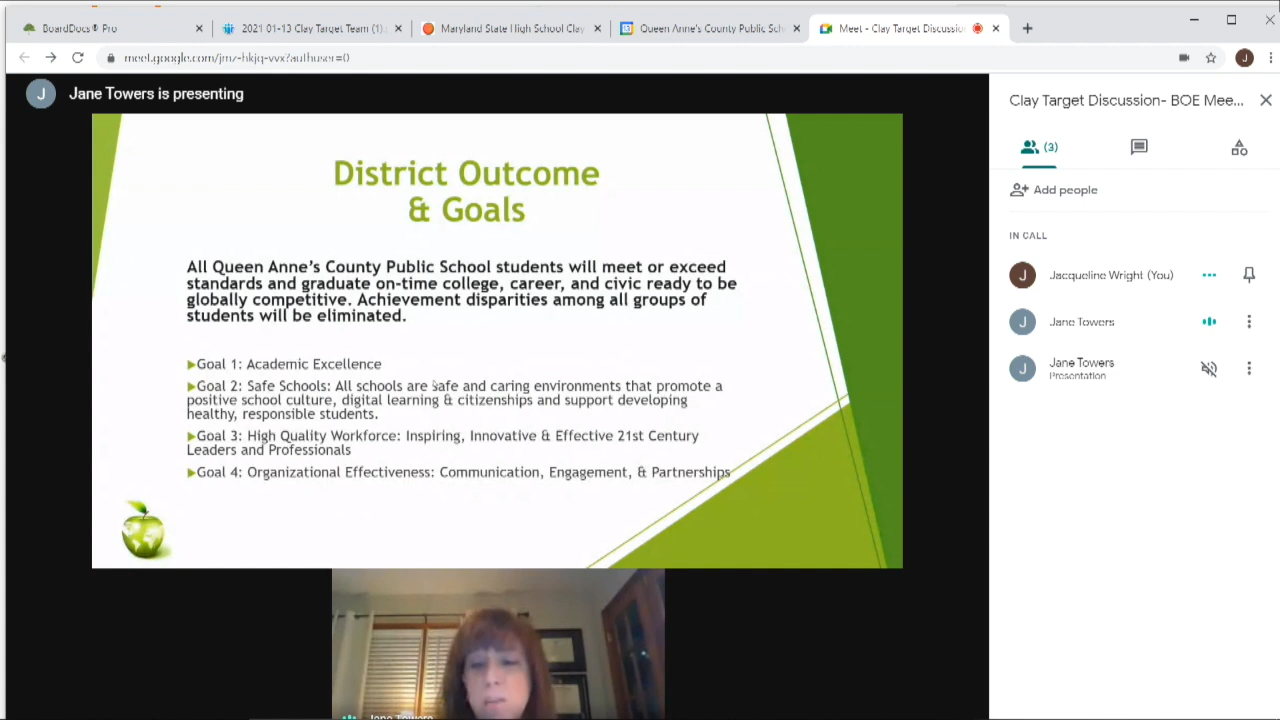 BoardDocs® Pro
2021 01-13 Clay Target Team (1).
Maryland State High School Clay
Queen Anne's County Public Sch
Meet - Clay Target Discussion
meet.google.com/jmz-hkjq-vvx?authuser=0
J
J
Jane Towers is presenting
District Outcome
& Goals
All Queen Anne's County Public School students will meet or exceed
standards and graduate on-time college, career, and civic ready to be
globally competitive. Achievement disparities among all groups of
students will be eliminated.
Goal 1: Academic Excellence
Goal 2: Safe Schools: All schools are safe and caring environments that promote a
positive school culture, digital learning & citizenships and support developing
healthy, responsible students.
Goal 3: High Quality Workforce: Inspiring, Innovative & Effective 21st Century
Leaders and Professionals
Goal 4: Organizational Effectiveness: Communication, Engagement, & Partnerships
Jane Towers
Clay Target Discussion- BOE Mee...
(3)
Add people
IN CALL
J
Jacqueline Wright (You)
J
Jane Towers
J
Jane Towers
Presentation